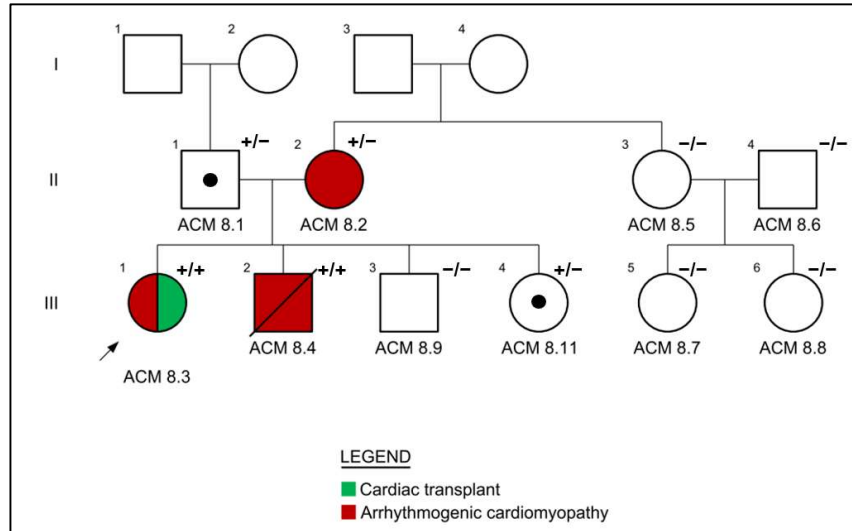 1 2 3 4
I
1 +/− 2 +/− 3 −/− 4 −/−
II
ACM 8.1 ACM 8.2 ACM 8.5 ACM 8.6
1 +/+ 2 +/+ 3 −/− 4 +/− 5 −/− 6 −/−
III
ACM 8.4 ACM 8.9 ACM 8.11 ACM 8.7 ACM 8.8
ACM 8.3
LEGEND
Cardiac transplant
Arrhythmogenic cardiomyopathy